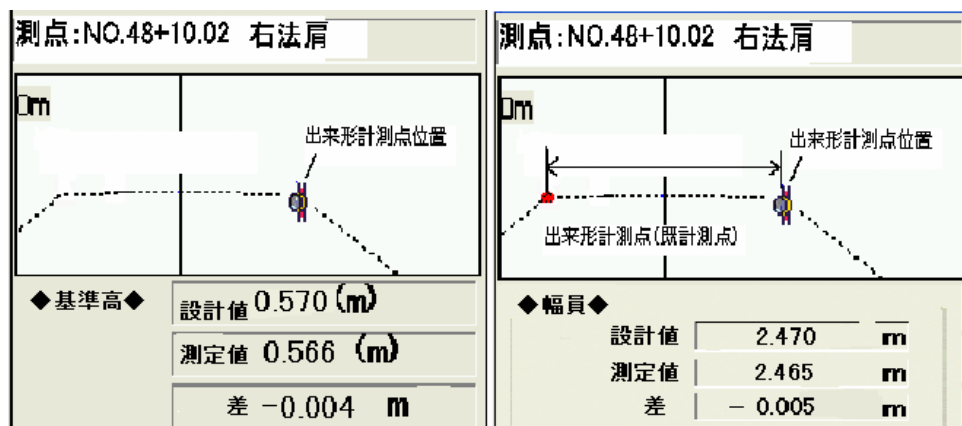 測点:NO.48+10.02 右法肩
0m
出来形計測点位置
◆基準高◆
設計値 0.570 (m)
測定値 0.566 (m)
差 -0.004 m
測点:NO.48+10.02 右法肩
0m
出来形計測点位置
出来形計測点(既計測点)
◆幅員◆
設計値 2.470 m
測定値 2.465 m
差 - 0.005 m